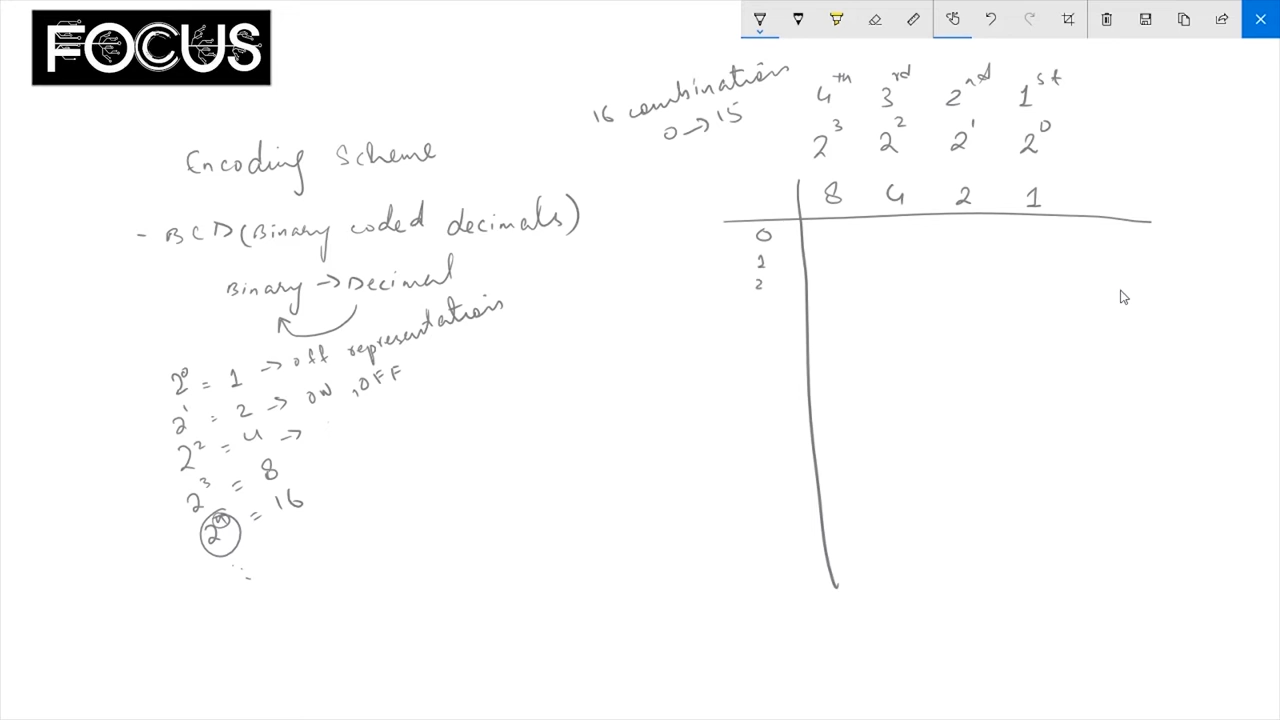 FOCUS
Encoding Scheme
- BCD (Binary coded decimals)
Binary → Decimal
2⁰ = 1 → off representation
2¹ = 2 → ON, OFF
2² = 4 →
2³ = 8
2⁴ = 16
16 combination
0 → 15
4th 3rd 2nd 1st
2³ 2² 2¹ 2⁰
8 4 2 1
0
1
2